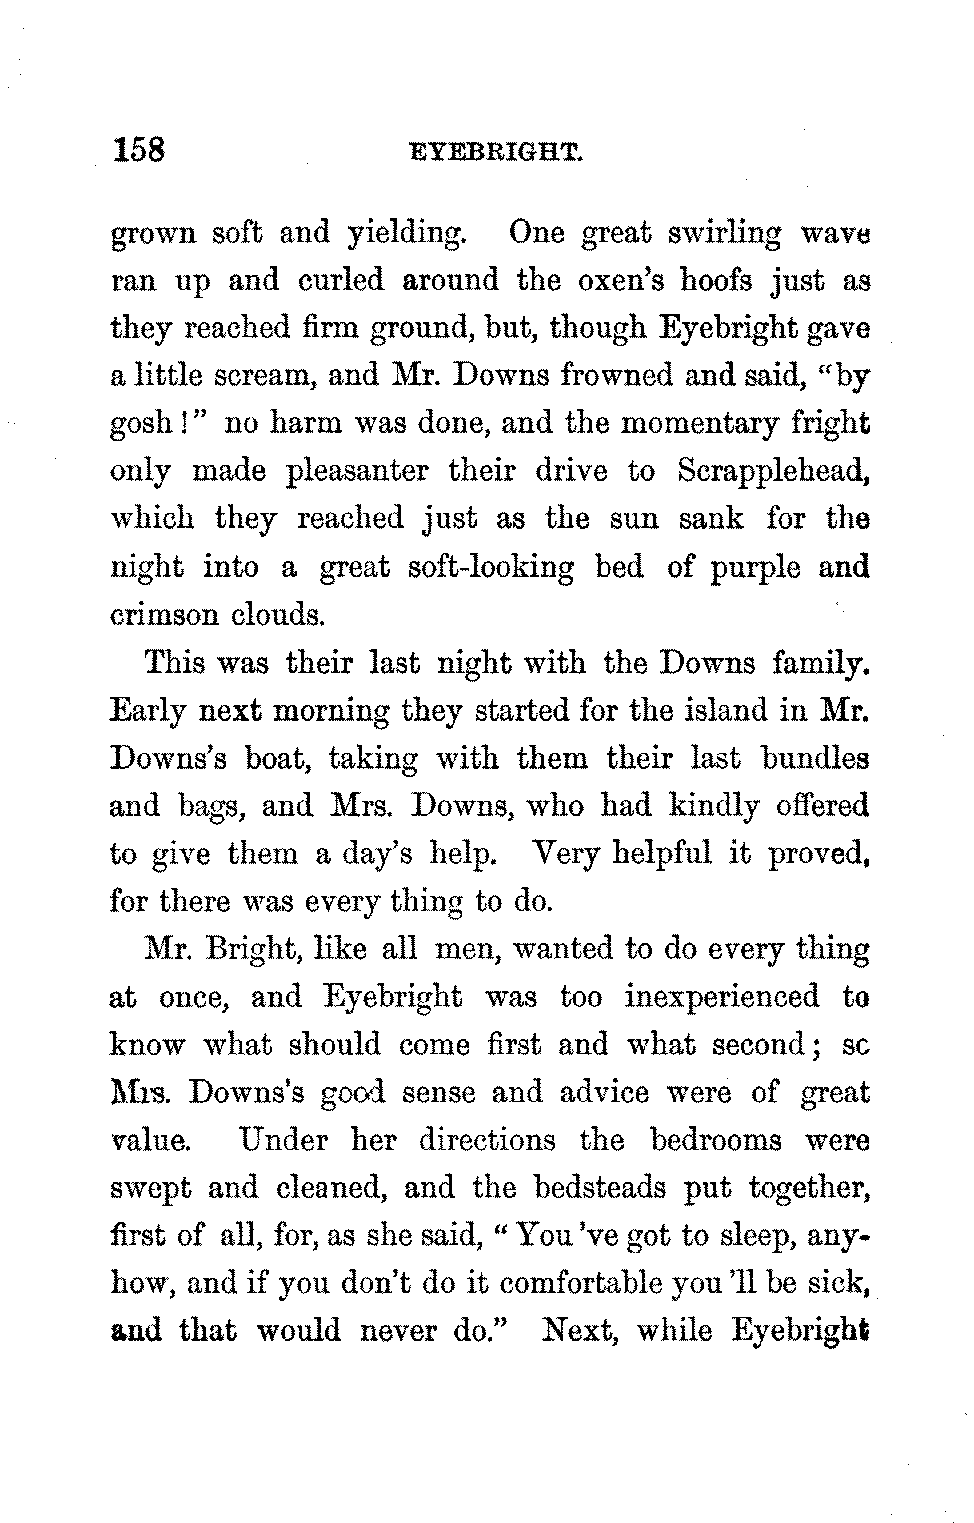 158 EYEBRIGHT.
grown soft and yielding. One great swirling wave
ran up and curled around the oxen's hoofs just as
they reached firm ground, but, though Eyebright gave
a little scream, and Mr. Downs frowned and said, "by
gosh!" no harm was done, and the momentary fright
only made pleasanter their drive to Scrapplehead,
which they reached just as the sun sank for the
night into a great soft-looking bed of purple and
crimson clouds.
This was their last night with the Downs family.
Early next morning they started for the island in Mr.
Downs's boat, taking with them their last bundles
and bags, and Mrs. Downs, who had kindly offered
to give them a day's help. Very helpful it proved,
for there was every thing to do.
Mr. Bright, like all men, wanted to do every thing
at once, and Eyebright was too inexperienced to
know what should come first and what second; so
Mrs. Downs's good sense and advice were of great
value. Under her directions the bedrooms were
swept and cleaned, and the bedsteads put together,
first of all, for, as she said, "You 've got to sleep, any-
how, and if you don't do it comfortable you 'll be sick,
and that would never do." Next, while Eyebright